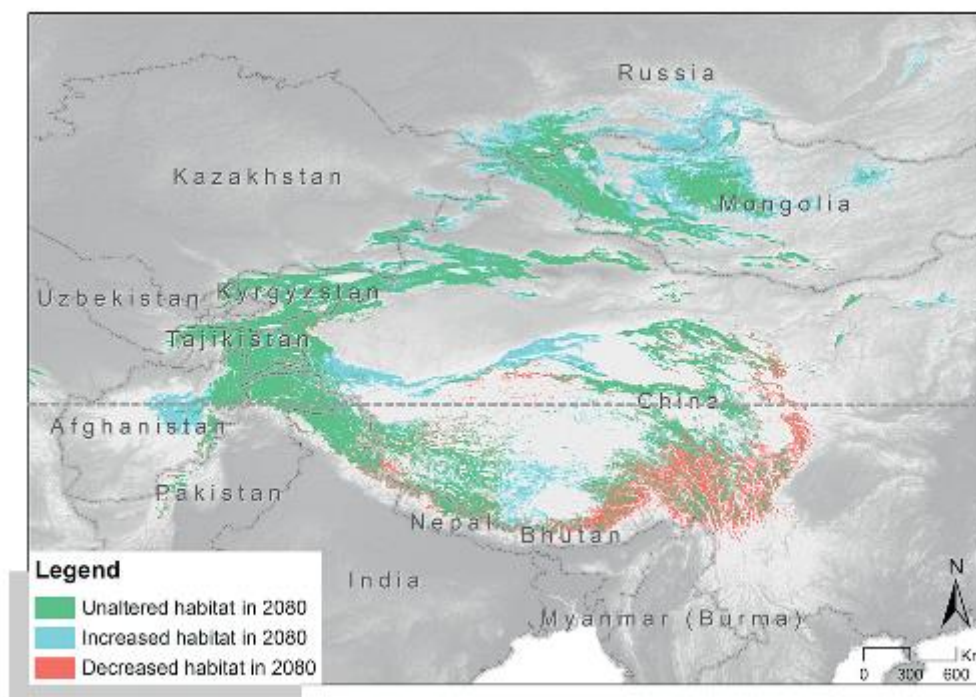 Russia
Kazakhstan
Mongolia
Uzbekistan
Kyrgyzstan
Tajikistan
China
Afghanistan
Pakistan
Nepal
Bhutan
India
Myanmar (Burma)
Legend
Unaltered habitat in 2080
Increased habitat in 2080
Decreased habitat in 2080
N
Km
0 300 600